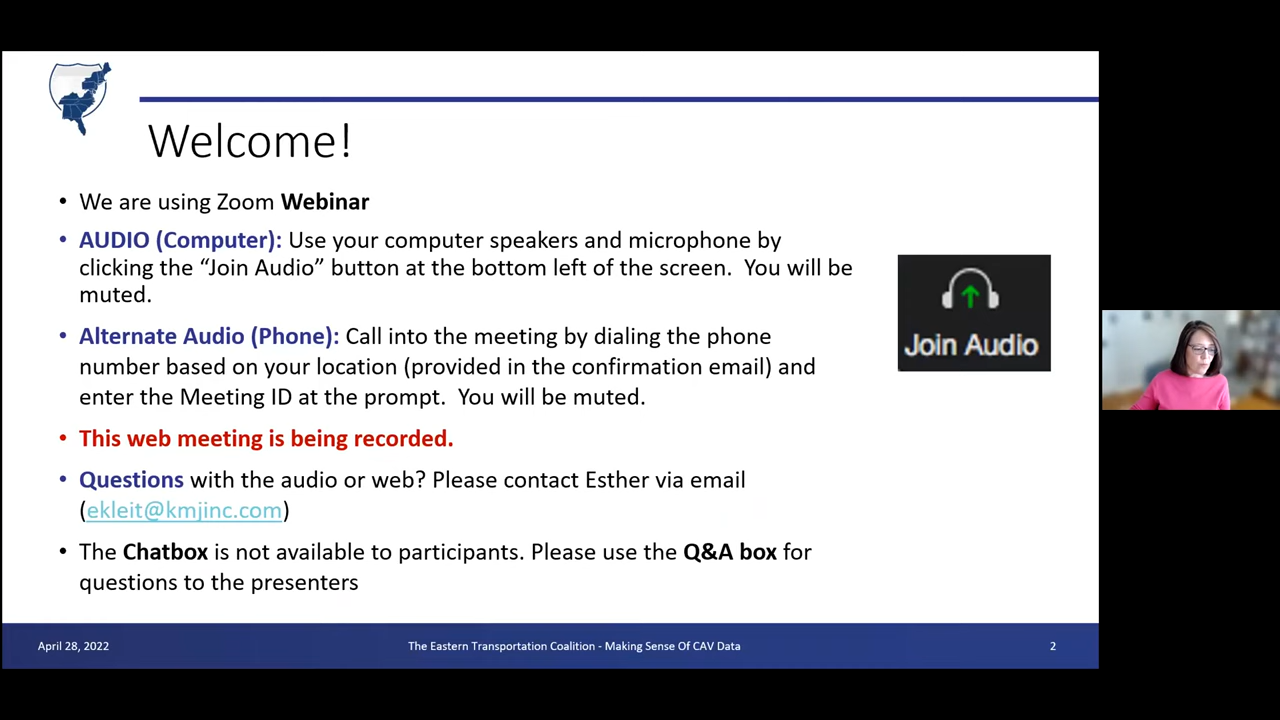 Welcome!
• We are using Zoom Webinar
• AUDIO (Computer): Use your computer speakers and microphone by
clicking the “Join Audio” button at the bottom left of the screen.  You will be
muted.
Join Audio
• Alternate Audio (Phone): Call into the meeting by dialing the phone
number based on your location (provided in the confirmation email) and
enter the Meeting ID at the prompt.  You will be muted.
• This web meeting is being recorded.
• Questions with the audio or web? Please contact Esther via email
(ekleit@kmjinc.com)
• The Chatbox is not available to participants. Please use the Q&A box for
questions to the presenters
April 28, 2022
The Eastern Transportation Coalition - Making Sense Of CAV Data
2